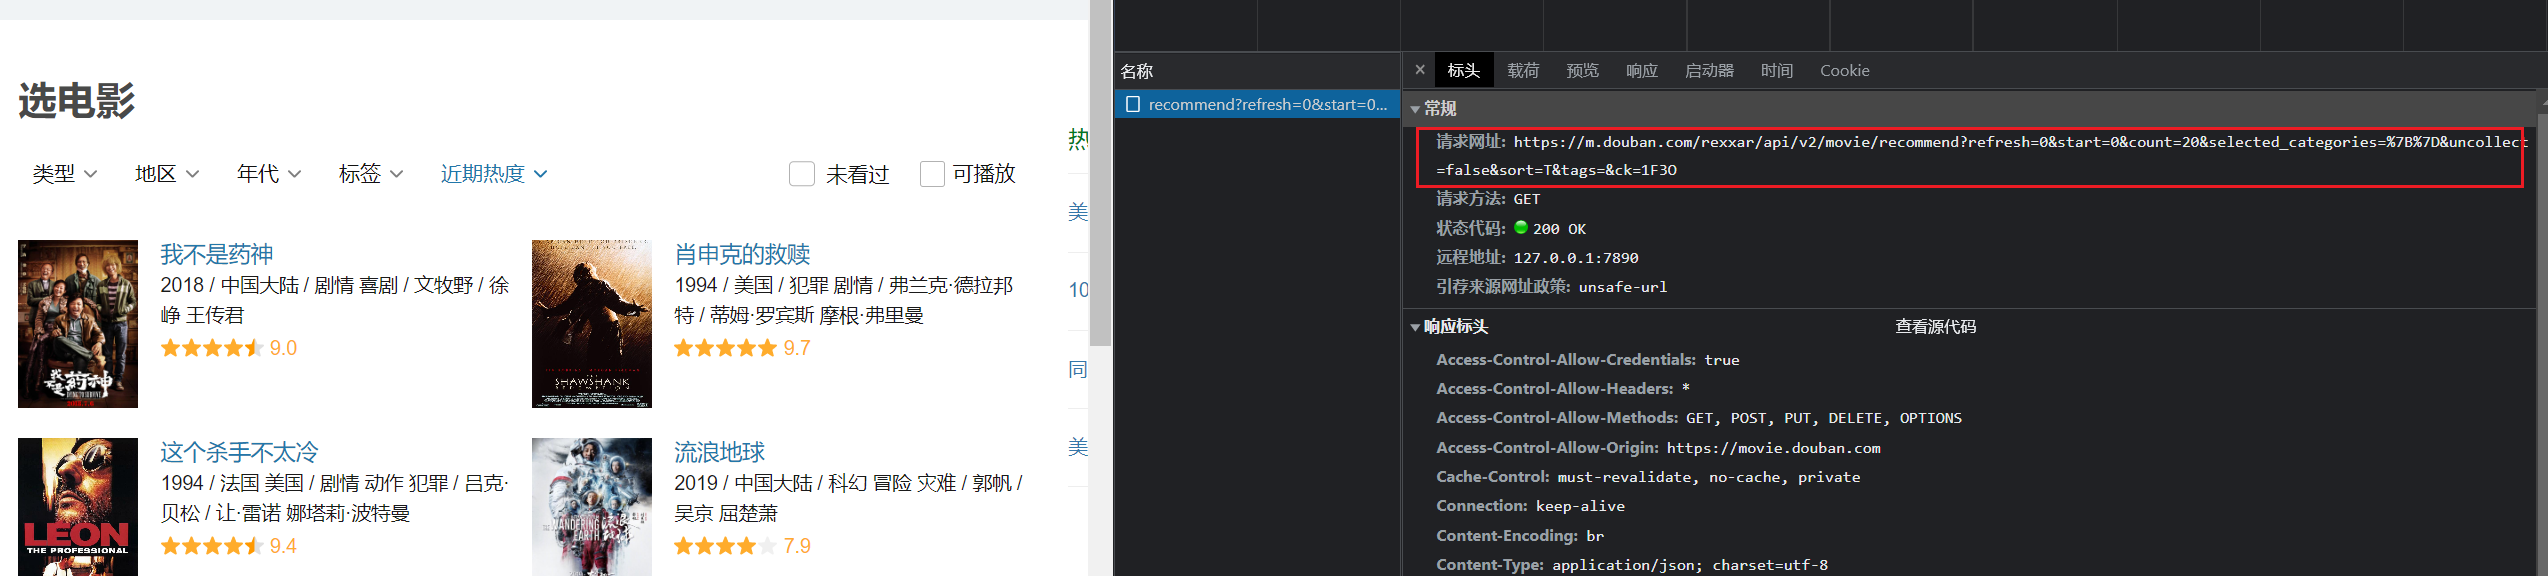 选电影
类型 地区 年代 标签 近期热度 未看过 可播放
热
我不是药神
2018 / 中国大陆 / 剧情 喜剧 / 文牧野 / 徐
峥 王传君
9.0
肖申克的救赎
1994 / 美国 / 犯罪 剧情 / 弗兰克·德拉邦
特 / 蒂姆·罗宾斯 摩根·弗里曼
9.7
THE
SHAWSHANK
REDEMPTION
这个杀手不太冷
1994 / 法国 美国 / 剧情 动作 犯罪 / 吕克·
贝松 / 让·雷诺 娜塔莉·波特曼
9.4
LEON
THE PROFESSIONAL
流浪地球
2019 / 中国大陆 / 科幻 冒险 灾难 / 郭帆 /
吴京 屈楚萧
7.9
THE
WANDERING
EARTH
美
10
同
美
名称
recommend?refresh=0&start=0...
× 标头 载荷 预览 响应 启动器 时间 Cookie
常规
请求网址: https://m.douban.com/rexxar/api/v2/movie/recommend?refresh=0&start=0&count=20&selected_categories=%7B%7D&uncollect
=false&sort=T&tags=&ck=1F3O
请求方法: GET
状态代码: 200 OK
远程地址: 127.0.0.1:7890
引荐来源网址政策: unsafe-url
响应标头 查看源代码
Access-Control-Allow-Credentials: true
Access-Control-Allow-Headers: *
Access-Control-Allow-Methods: GET, POST, PUT, DELETE, OPTIONS
Access-Control-Allow-Origin: https://movie.douban.com
Cache-Control: must-revalidate, no-cache, private
Connection: keep-alive
Content-Encoding: br
Content-Type: application/json; charset=utf-8